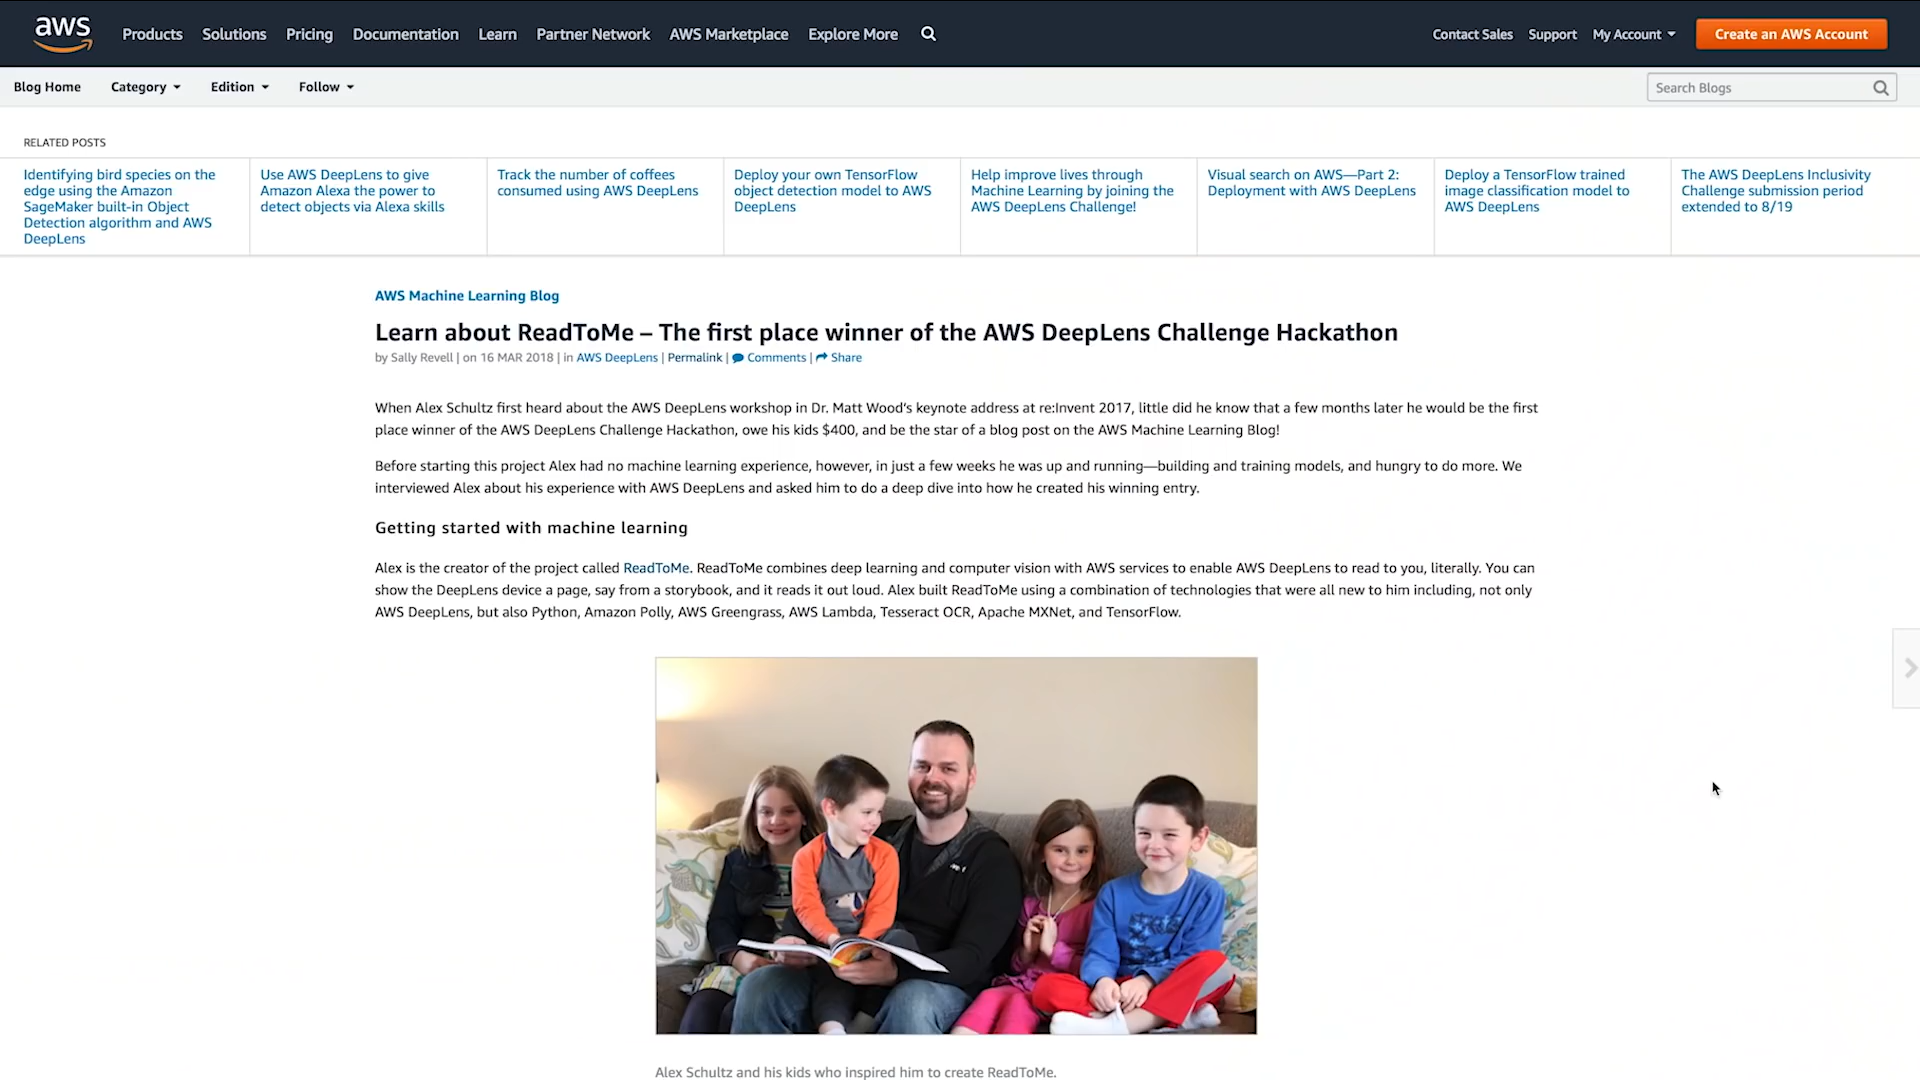 aws
Products Solutions Pricing Documentation Learn Partner Network AWS Marketplace Explore More
Contact Sales Support My Account Create an AWS Account
Blog Home Category Edition Follow
Search Blogs
RELATED POSTS
Identifying bird species on the
edge using the Amazon
SageMaker built-in Object
Detection algorithm and AWS
DeepLens
Use AWS DeepLens to give
Amazon Alexa the power to
detect objects via Alexa skills
Track the number of coffees
consumed using AWS DeepLens
Deploy your own TensorFlow
object detection model to AWS
DeepLens
Help improve lives through
Machine Learning by joining the
AWS DeepLens Challenge!
Visual search on AWS—Part 2:
Deployment with AWS DeepLens
Deploy a TensorFlow trained
image classification model to
AWS DeepLens
The AWS DeepLens Inclusivity
Challenge submission period
extended to 8/19
AWS Machine Learning Blog
Learn about ReadToMe – The first place winner of the AWS DeepLens Challenge Hackathon
by Sally Revell | on 16 MAR 2018 | in AWS DeepLens | Permalink | Comments | Share
When Alex Schultz first heard about the AWS DeepLens workshop in Dr. Matt Wood's keynote address at re:Invent 2017, little did he know that a few months later he would be the first
place winner of the AWS DeepLens Challenge Hackathon, owe his kids $400, and be the star of a blog post on the AWS Machine Learning Blog!
Before starting this project Alex had no machine learning experience, however, in just a few weeks he was up and running—building and training models, and hungry to do more. We
interviewed Alex about his experience with AWS DeepLens and asked him to do a deep dive into how he created his winning entry.
Getting started with machine learning
Alex is the creator of the project called ReadToMe. ReadToMe combines deep learning and computer vision with AWS services to enable AWS DeepLens to read to you, literally. You can
show the DeepLens device a page, say from a storybook, and it reads it out loud. Alex built ReadToMe using a combination of technologies that were all new to him including, not only
AWS DeepLens, but also Python, Amazon Polly, AWS Greengrass, AWS Lambda, Tesseract OCR, Apache MXNet, and TensorFlow.
Alex Schultz and his kids who inspired him to create ReadToMe.